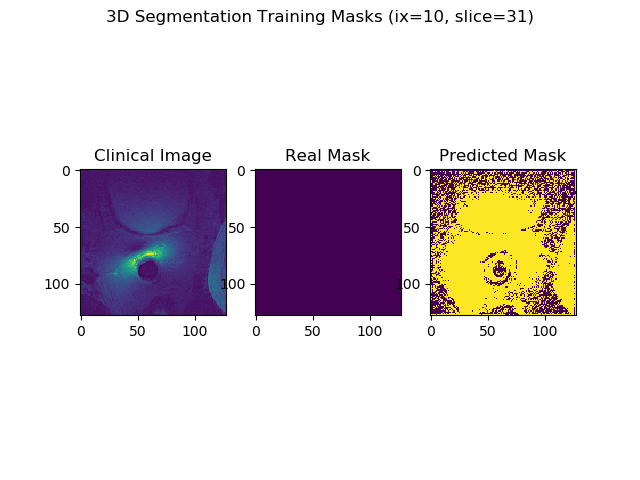 3D Segmentation Training Masks (ix=10, slice=31)
Clinical Image Real Mask Predicted Mask
0 0 0
50 50 50
100 100 100
0 50 100 0 50 100 0 50 100